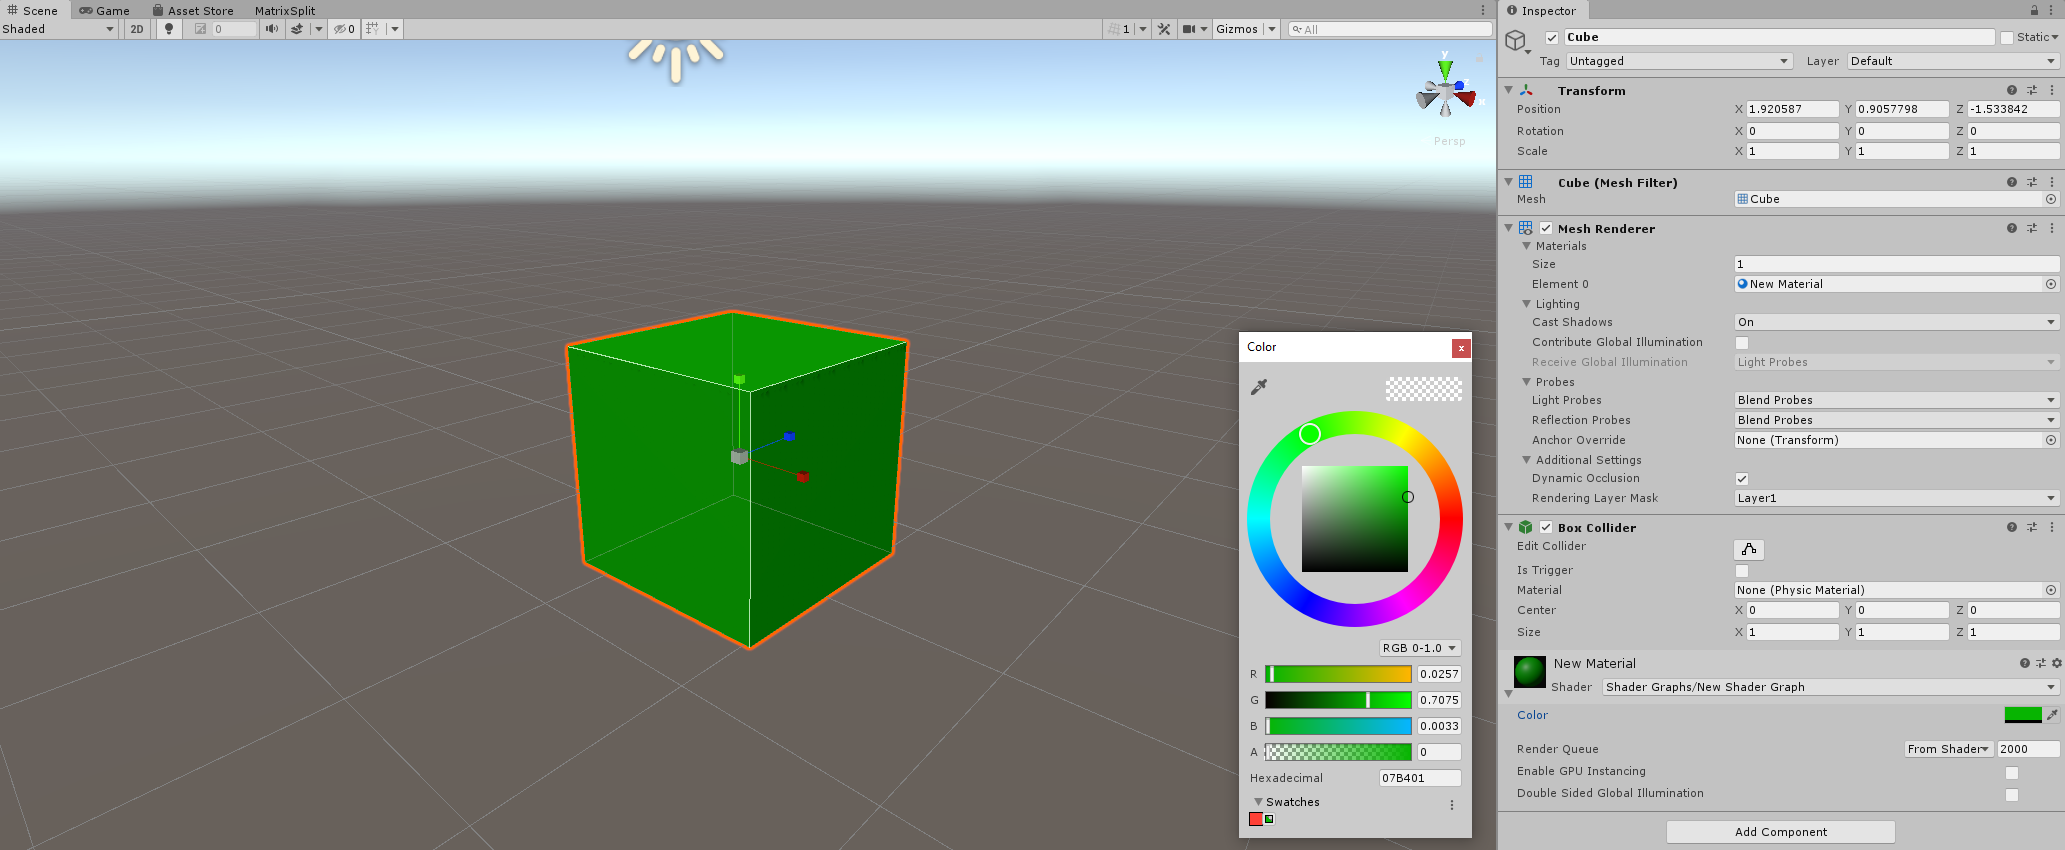 Scene Game Asset Store MatrixSplit
Shaded 2D 0 0 1 Gizmos All
y
Persp
Color x
RGB 0-1.0
R 0.0257
G 0.7075
B 0.0033
A 0
Hexadecimal 07B401
Swatches
Inspector
Cube Static
Tag Untagged Layer Default
Transform
Position X 1.920587 Y 0.9057798 Z -1.533842
Rotation X 0 Y 0 Z 0
Scale X 1 Y 1 Z 1
Cube (Mesh Filter)
Mesh Cube
Mesh Renderer
Materials
Size 1
Element 0 New Material
Lighting
Cast Shadows On
Contribute Global Illumination
Receive Global Illumination Light Probes
Probes
Light Probes Blend Probes
Reflection Probes Blend Probes
Anchor Override None (Transform)
Additional Settings
Dynamic Occlusion
Rendering Layer Mask Layer1
Box Collider
Edit Collider
Is Trigger
Material None (Physic Material)
Center X 0 Y 0 Z 0
Size X 1 Y 1 Z 1
New Material
Shader Shader Graphs/New Shader Graph
Color
Render Queue From Shader 2000
Enable GPU Instancing
Double Sided Global Illumination
Add Component